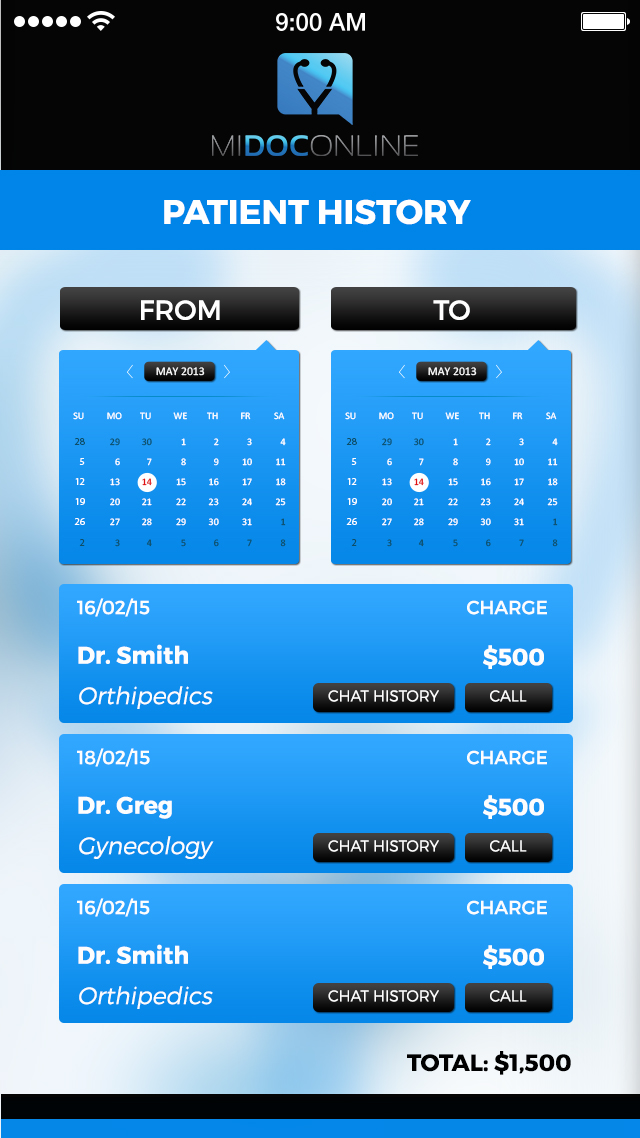 9:00 AM
MIDOCONLINE
PATIENT HISTORY
FROM TO
MAY 2013 MAY 2013
SU MO TU WE TH FR SA SU MO TU WE TH FR SA
28 29 30 1 2 3 4 28 29 30 1 2 3 4
5 6 7 8 9 10 11 5 6 7 8 9 10 11
12 13 14 15 16 17 18 12 13 14 15 16 17 18
19 20 21 22 23 24 25 19 20 21 22 23 24 25
26 27 28 29 30 31 1 26 27 28 29 30 31 1
2 3 4 5 6 7 8 2 3 4 5 6 7 8
16/02/15 CHARGE
Dr. Smith $500
Orthipedics CHAT HISTORY CALL
18/02/15 CHARGE
Dr. Greg $500
Gynecology CHAT HISTORY CALL
16/02/15 CHARGE
Dr. Smith $500
Orthipedics CHAT HISTORY CALL
TOTAL: $1,500